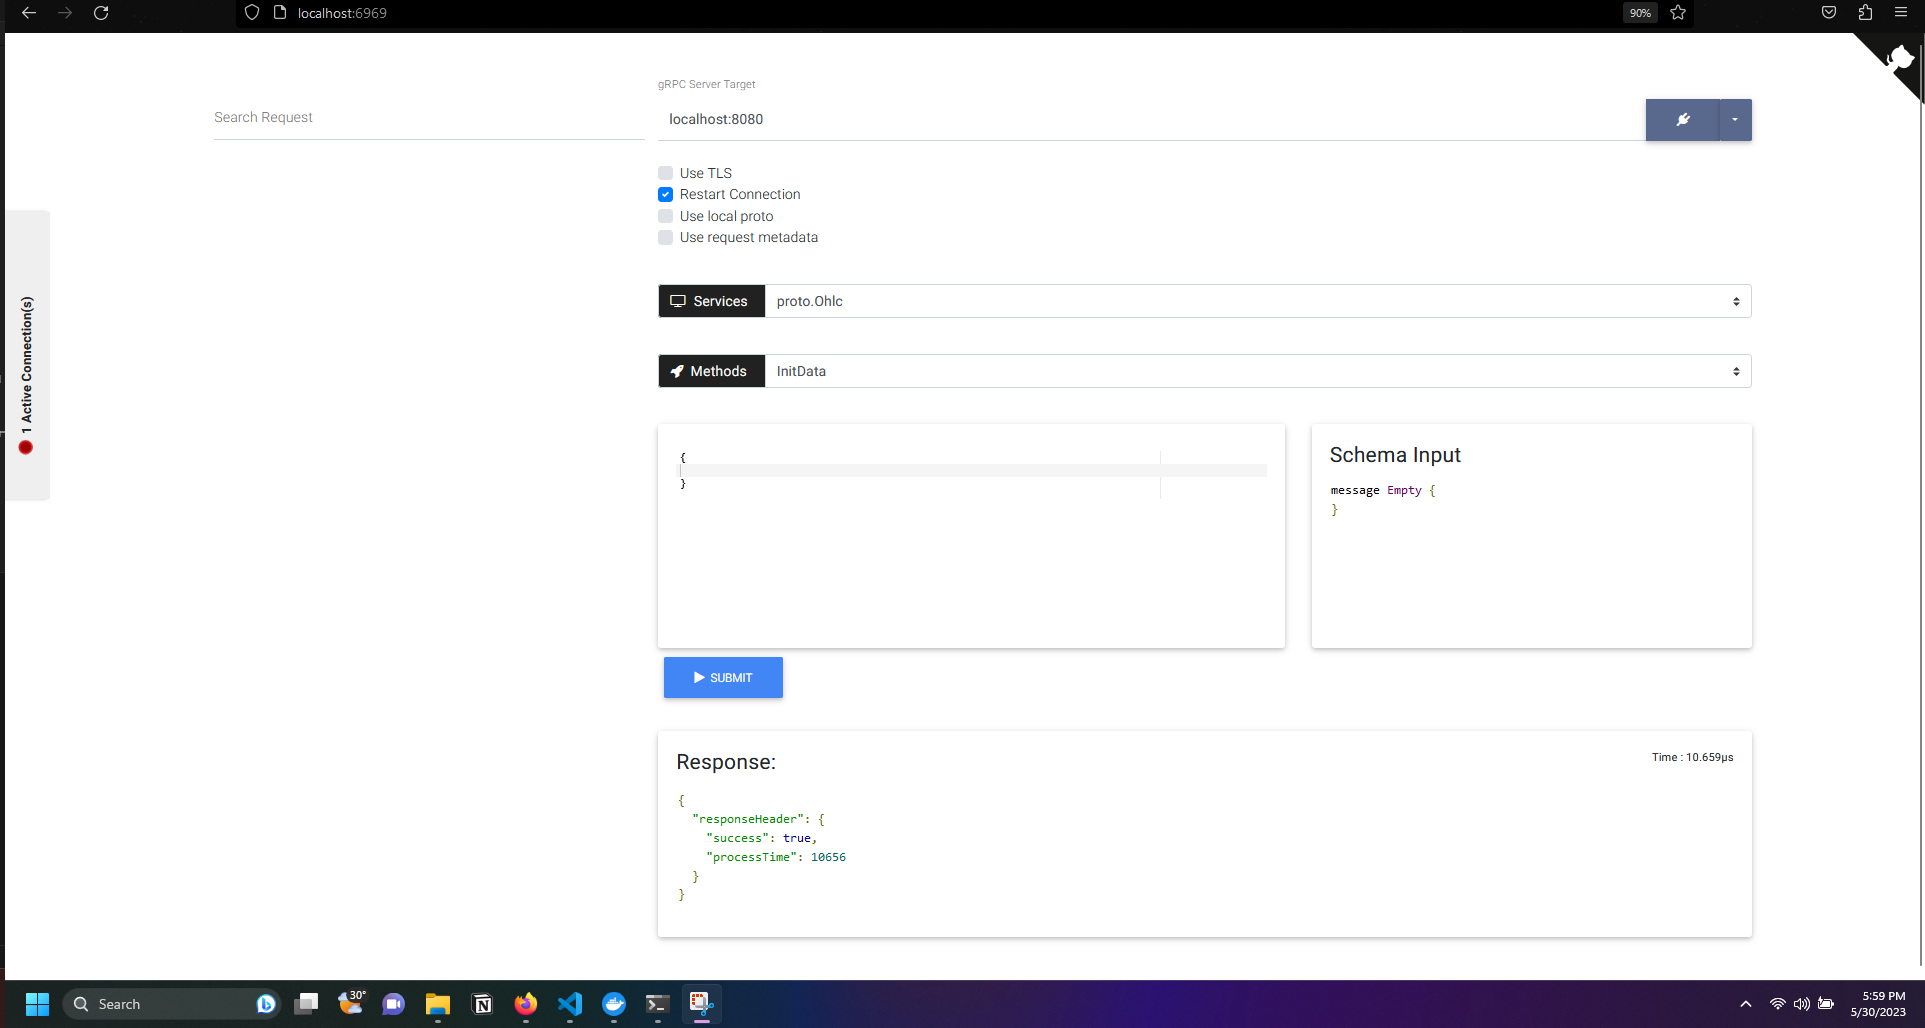 localhost:6969
90%
gRPC Server Target
Search Request
localhost:8080
Use TLS
Restart Connection
Use local proto
Use request metadata
1 Active Connection(s)
Services
proto.Ohlc
Methods
InitData
{
}
Schema Input
message Empty {
}
SUBMIT
Response:
Time : 10.659µs
{
"responseHeader": {
"success": true,
"processTime": 10656
}
}
Search
30°
5:59 PM
5/30/2023